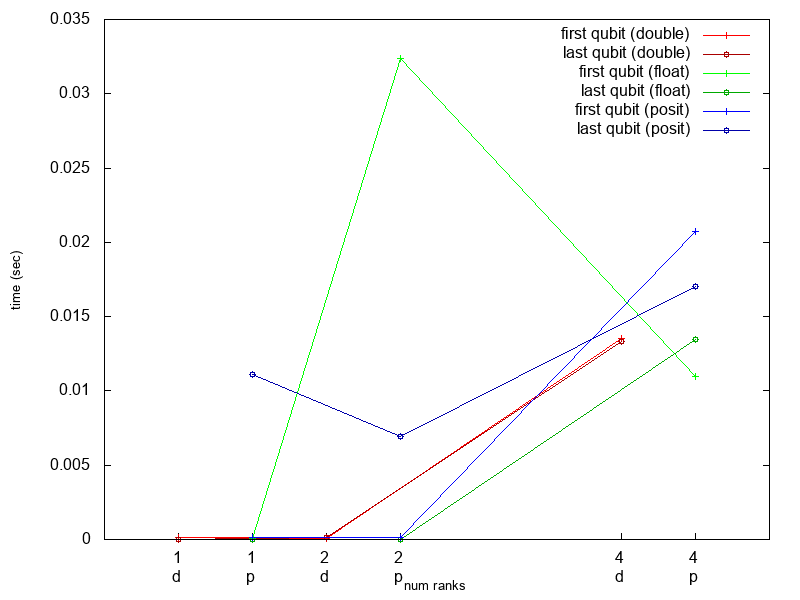 0.035
0.03
0.025
0.02
0.015
0.01
0.005
0
time (sec)
first qubit (double)
last qubit (double)
first qubit (float)
last qubit (float)
first qubit (posit)
last qubit (posit)
1 1 2 2 4 4
d p d p d p
num ranks